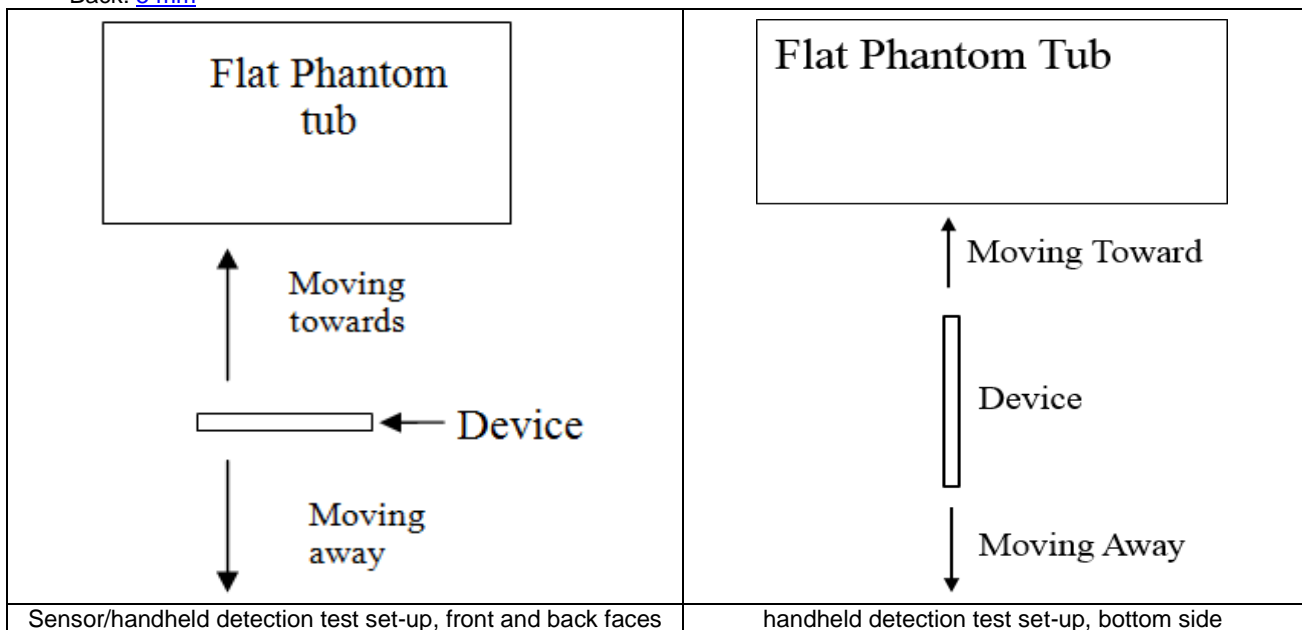 Flat Phantom
tub
Moving
towards
Device
Moving
away
Sensor/handheld detection test set-up, front and back faces
Flat Phantom Tub
Moving Toward
Device
Moving Away
handheld detection test set-up, bottom side